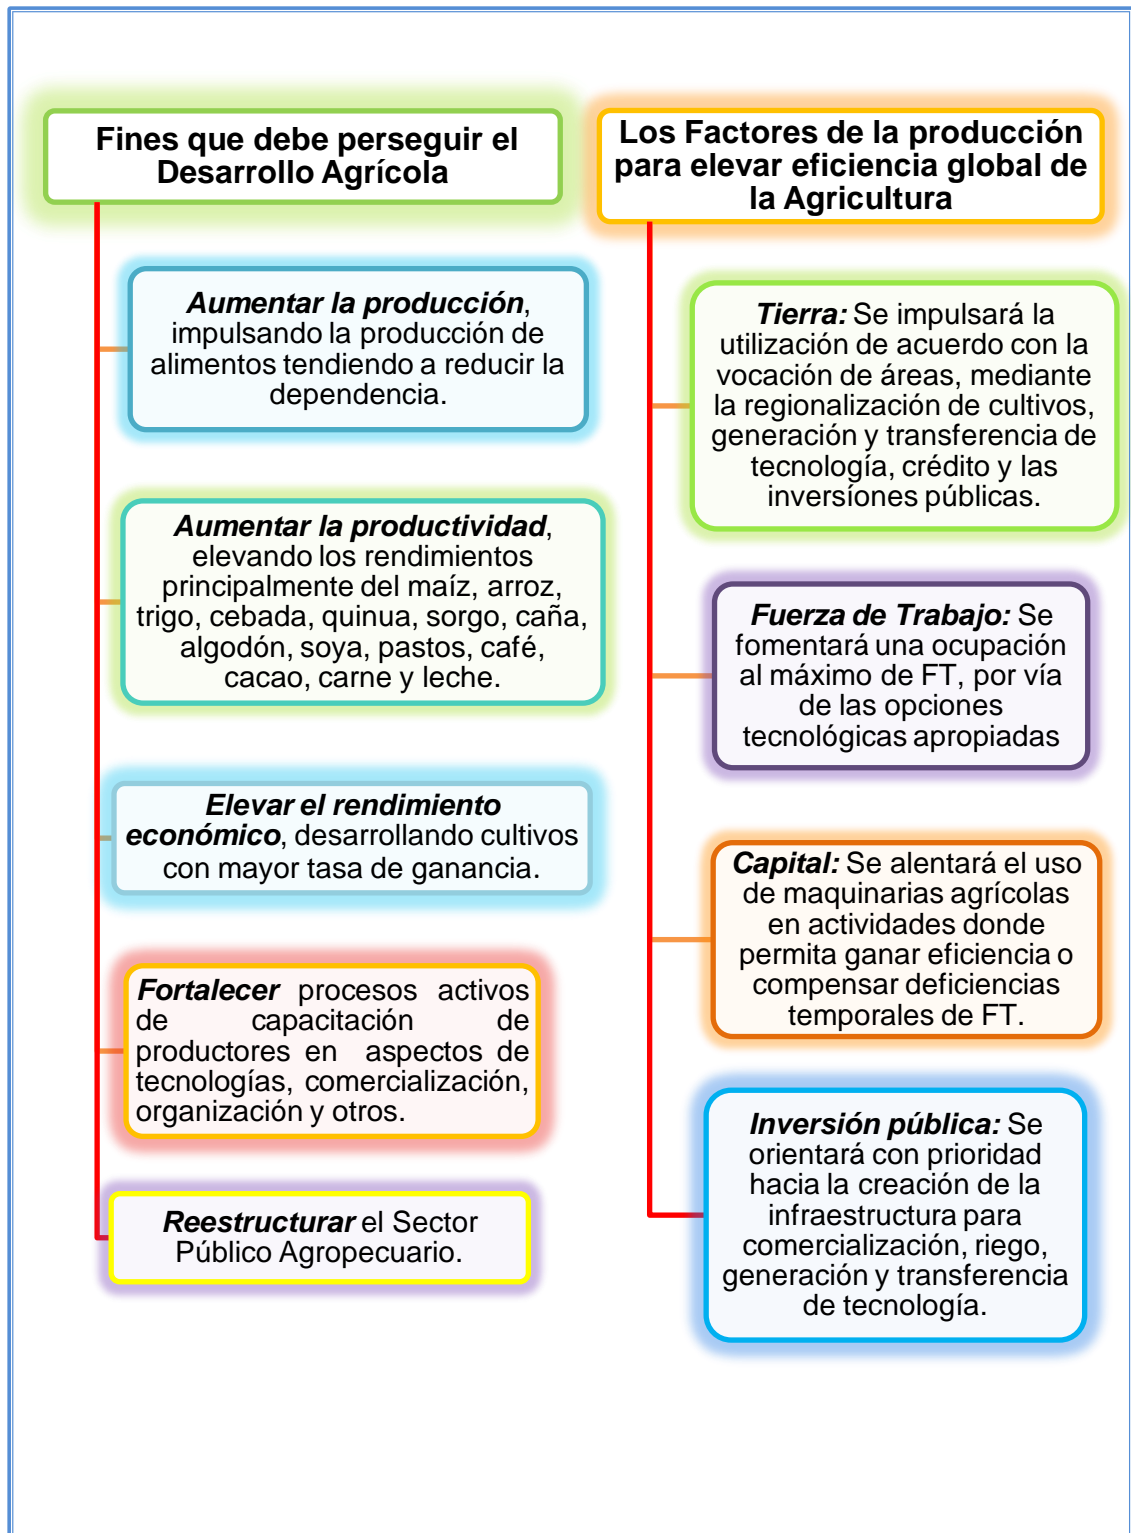 Fines que debe perseguir el
Desarrollo Agrícola
Aumentar la producción,
impulsando la producción de
alimentos tendiendo a reducir la
dependencia.
Aumentar la productividad,
elevando los rendimientos
principalmente del maíz, arroz,
trigo, cebada, quinua, sorgo, caña,
algodón, soya, pastos, café,
cacao, carne y leche.
Elevar el rendimiento
económico, desarrollando cultivos
con mayor tasa de ganancia.
Fortalecer procesos activos
de capacitación de
productores en aspectos de
tecnologías, comercialización,
organización y otros.
Reestructurar el Sector
Público Agropecuario.
Los Factores de la producción
para elevar eficiencia global de
la Agricultura
Tierra: Se impulsará la
utilización de acuerdo con la
vocación de áreas, mediante
la regionalización de cultivos,
generación y transferencia de
tecnología, crédito y las
inversíones públicas.
Fuerza de Trabajo: Se
fomentará una ocupación
al máximo de FT, por vía
de las opciones
tecnológicas apropiadas
Capital: Se alentará el uso
de maquinarias agrícolas
en actividades donde
permita ganar eficiencia o
compensar deficiencias
temporales de FT.
Inversión pública: Se
orientará con prioridad
hacia la creación de la
infraestructura para
comercialización, riego,
generación y transferencia
de tecnología.